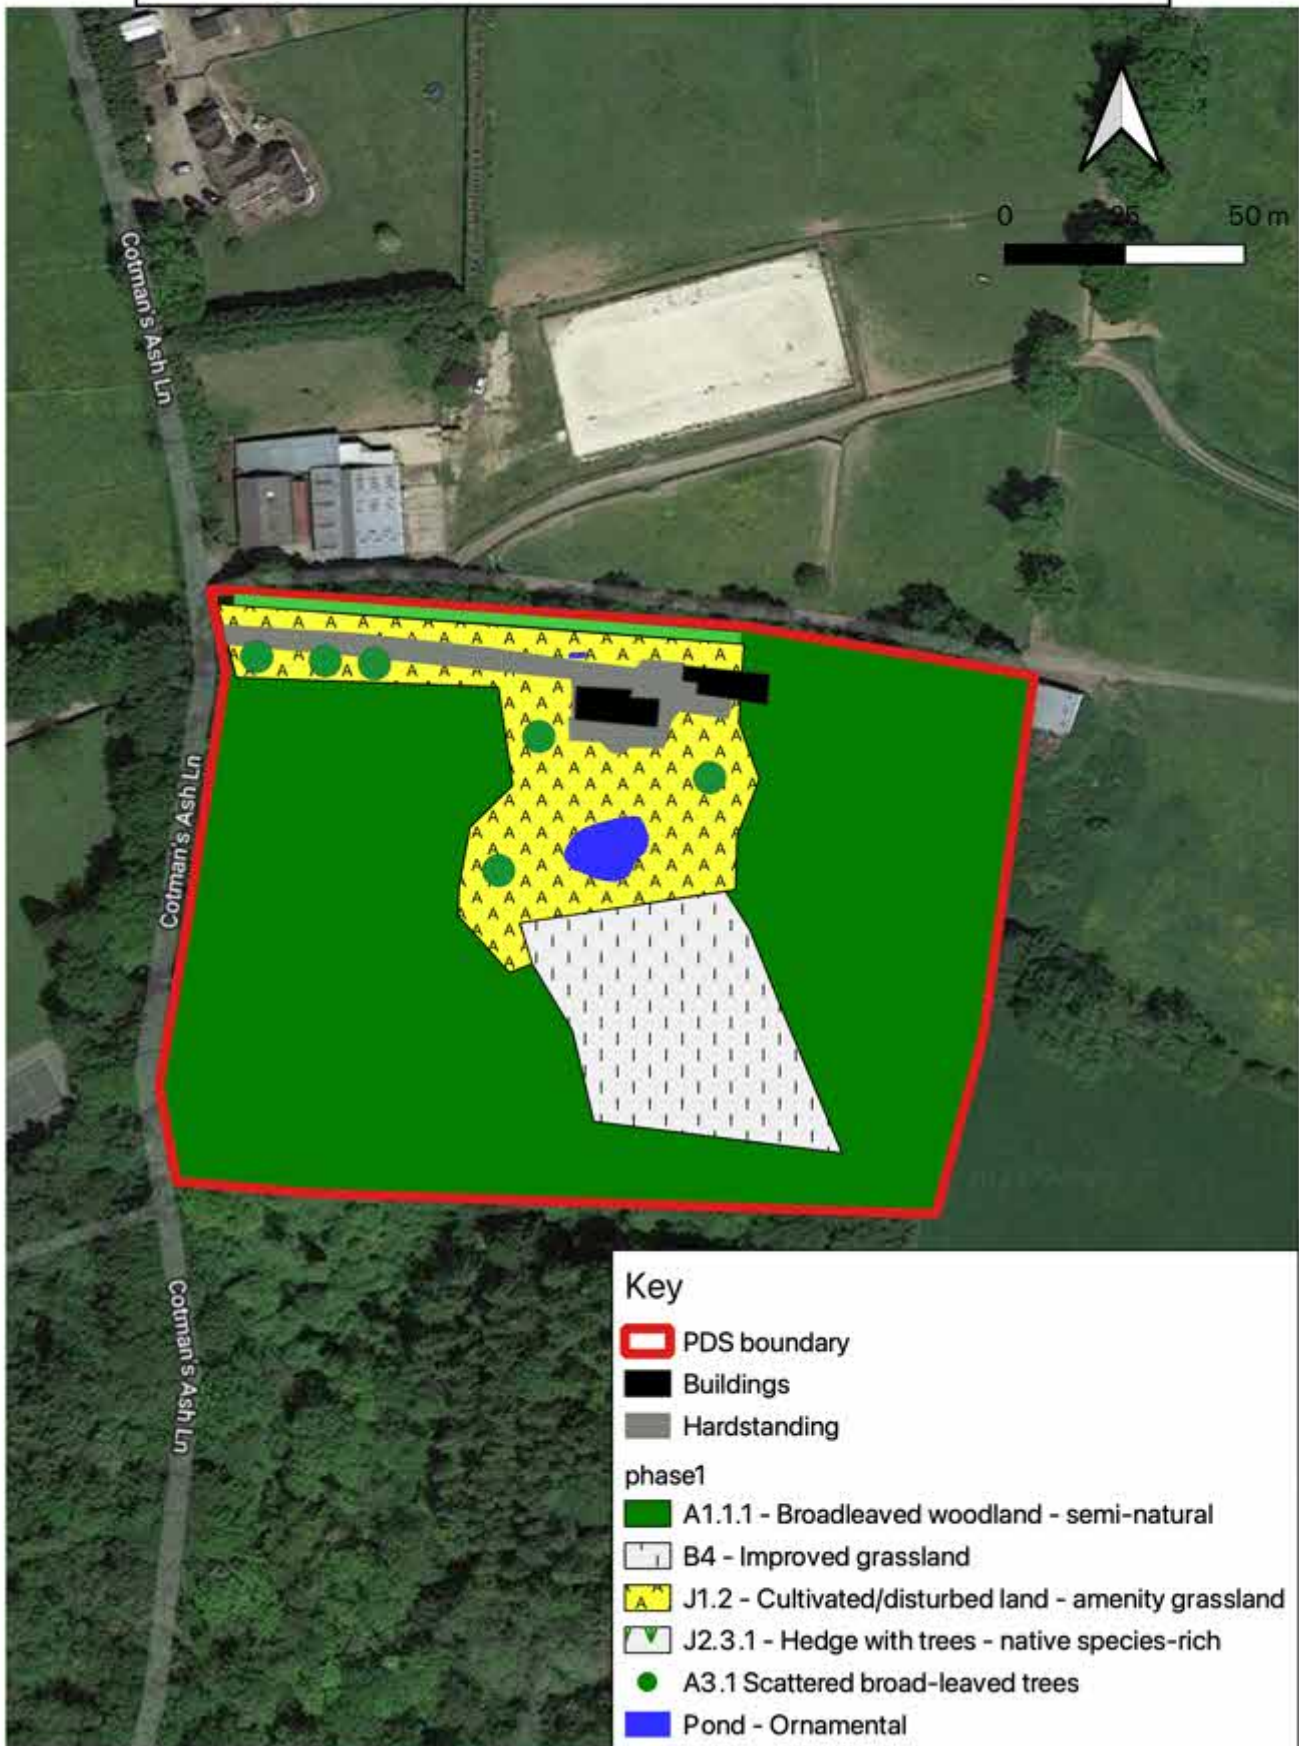 0 25 50 m
Cotman's Ash Ln
Cotman's Ash Ln
Cotman's Ash Ln
Key
PDS boundary
Buildings
Hardstanding
phase1
A1.1.1 - Broadleaved woodland - semi-natural
B4 - Improved grassland
J1.2 - Cultivated/disturbed land - amenity grassland
J2.3.1 - Hedge with trees - native species-rich
A3.1 Scattered broad-leaved trees
Pond - Ornamental